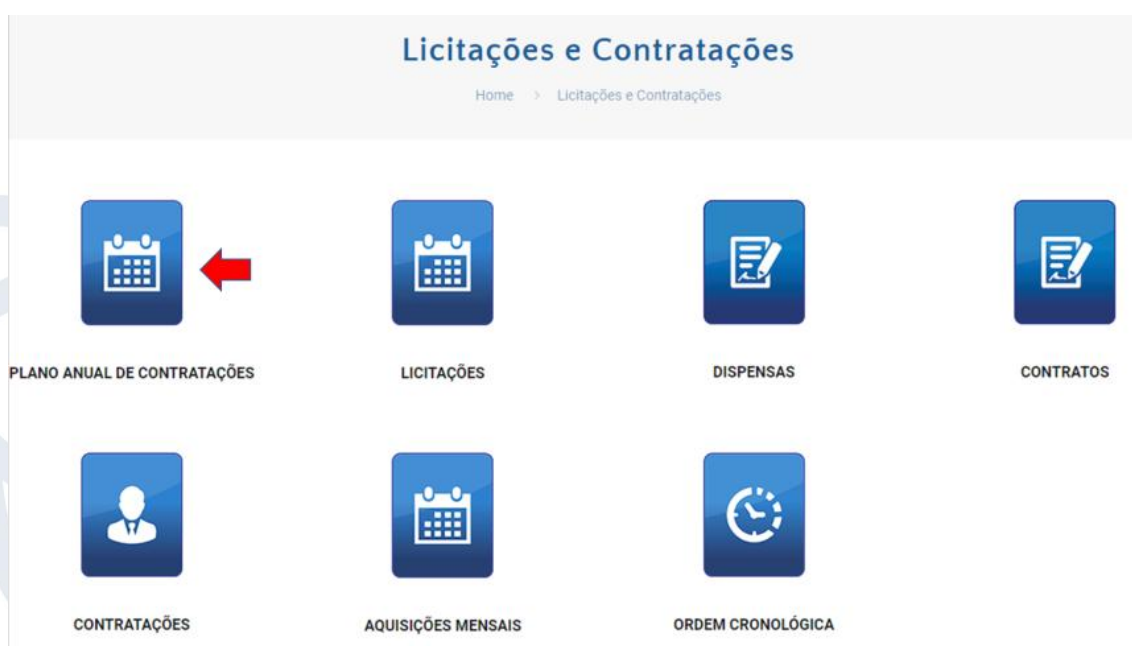 Licitações e Contratações
Home > Licitações e Contratações
PLANO ANUAL DE CONTRATAÇÕES
LICITAÇÕES
DISPENSAS
CONTRATOS
CONTRATAÇÕES
AQUISIÇÕES MENSAIS
ORDEM CRONOLÓGICA